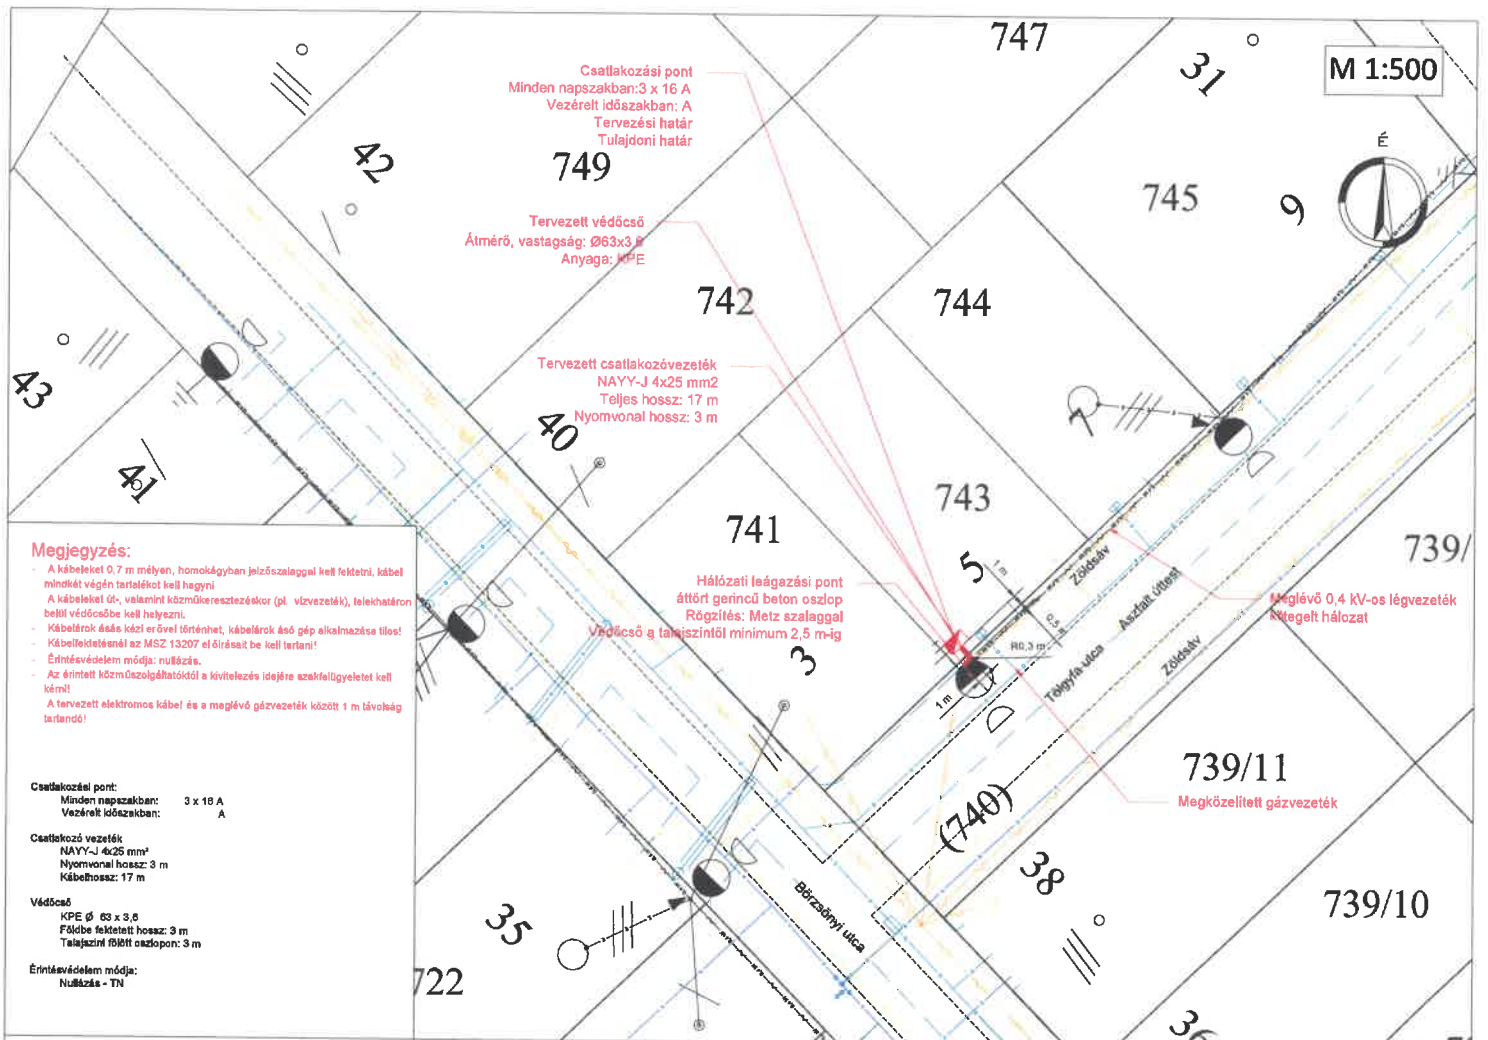 747
31
M 1:500
É
Csatlakozási pont
Minden napszakban:3 x 16 A
Vezérelt időszakban: A
Tervezési határ
Tulajdoni határ
42
749
745
9
Tervezett védőcső
Átmérő, vastagság: Ø63x3,6
Anyaga: KPE
742
744
Tervezett csatlakozóvezeték
NAYY-J 4x25 mm2
Teljes hossz: 17 m
Nyomvonal hossz: 3 m
43
40
7
41
743
741
739/
5
1 m
Zöldsáv
Aszfalt úttest
0,5 m
R0,3 m
Tölgyfa utca
Zöldsáv
1 m
Hálózati leágazási pont
áttört gerincű beton oszlop
Rögzítés: Metz szalaggal
Védőcső a talajszintől minimum 2,5 m-ig
Meglévő 0,4 kV-os légvezeték
kötegelt hálózat
3
739/11
Megközelített gázvezeték
(740)
38
739/10
Börzsönyi utca
35
722
36
Megjegyzés:
- A kábeleket 0,7 m mélyen, homokágyban jelzőszalaggal kell fektetni, kábel
mindkét végén tartalékot kell hagyni
A kábeleket út-, valamint közműkeresztezéskor (pl. vízvezeték), telekhatáron
belül védőcsőbe kell helyezni.
- Kábelárok ásás kézi erővel történhet, kábelárok ásó gép alkalmazása tilos!
- Kábelfektetésnél az MSZ 13207 előírásait be kell tartani!
- Érintésvédelem módja: nullázás.
- Az érintett közműszolgáltatóktól a kivitelezés idejére szakfelügyeletet kell
kérni!
A tervezett elektromos kábel és a meglévő gázvezeték között 1 m távolság
tartandó!
Csatlakozási pont:
Minden napszakban: 3 x 16 A
Vezérelt időszakban: A
Csatlakozó vezeték
NAYY-J 4x25 mm²
Nyomvonal hossz: 3 m
Kábelhossz: 17 m
Védőcső
KPE Ø 63 x 3,6
Földbe fektetett hossz: 3 m
Talajszint fölött oszlopon: 3 m
Érintésvédelem módja:
Nullázás - TN